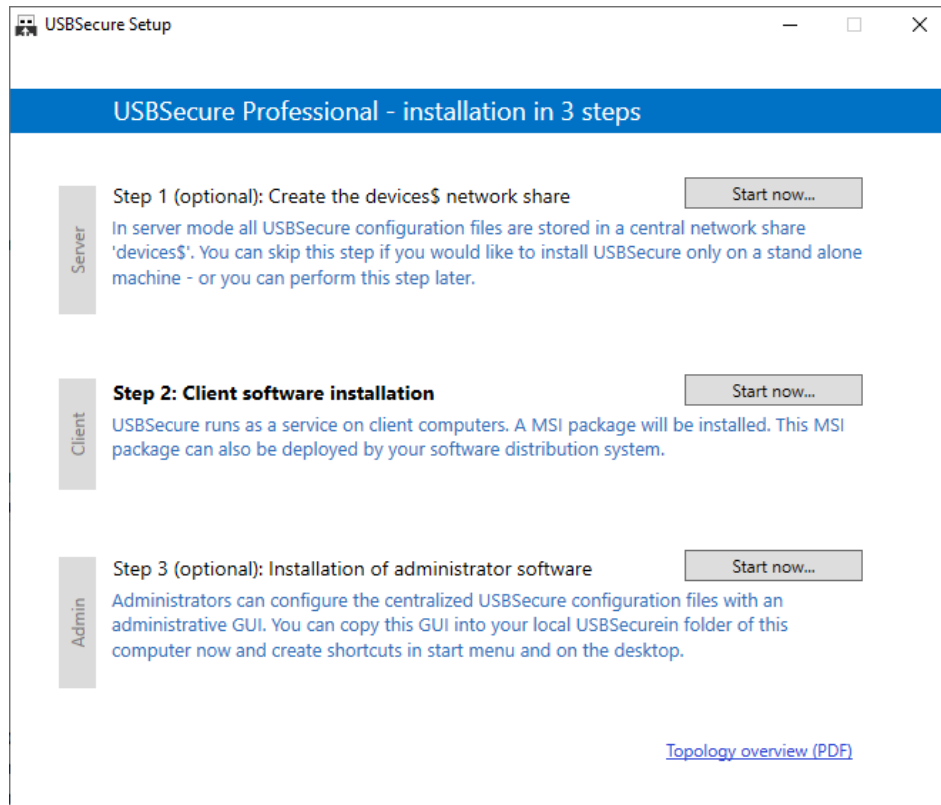 USBSecure Setup
USBSecure Professional - installation in 3 steps
Server
Step 1 (optional): Create the devices$ network share
Start now...
In server mode all USBSecure configuration files are stored in a central network share
'devices$'. You can skip this step if you would like to install USBSecure only on a stand alone
machine - or you can perform this step later.
Client
Step 2: Client software installation
Start now...
USBSecure runs as a service on client computers. A MSI package will be installed. This MSI
package can also be deployed by your software distribution system.
Admin
Step 3 (optional): Installation of administrator software
Start now...
Administrators can configure the centralized USBSecure configuration files with an
administrative GUI. You can copy this GUI into your local USBSecurein folder of this
computer now and create shortcuts in start menu and on the desktop.
Topology overview (PDF)